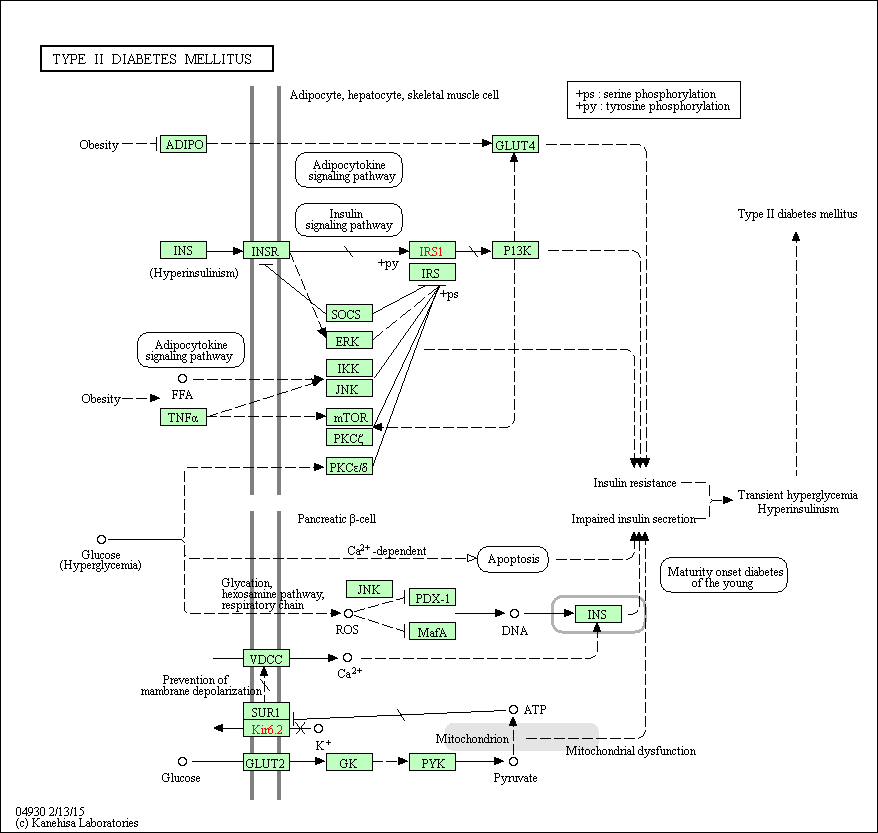 TYPE II DIABETES MELLITUS
Adipocyte, hepatocyte, skeletal muscle cell
+ps : serine phosphorylation
+py : tyrosine phosphorylation
Obesity
ADIPO
GLUT4
Adipocytokine
signaling pathway
Insulin
signaling pathway
Type II diabetes mellitus
INS
INSR
IRS1
P13K
+py
(Hyperinsulinism)
IRS
+ps
SOCS
ERK
Adipocytokine
signaling pathway
IKK
JNK
FFA
Obesity
TNFα
mTOR
PKCζ
PKCε/δ
Insulin resistance
Transient hyperglycemia
Hyperinsulinism
Pancreatic β-cell
Impaired insulin secretion
Glucose
(Hyperglycemia)
Ca2+ -dependent
Apoptosis
Maturity onset diabetes
of the young
Glycation,
hexosamine pathway,
respiratory chain
JNK
PDX-1
ROS
MafA
DNA
INS
VDCC
Ca2+
Prevention of
mambrane depolarization
SUR1
Kir6.2
K+
ATP
Mitochondrion
Mitochondrial dysfunction
Glucose
GLUT2
GK
PYK
Pyruvate
04930 2/13/15
(c) Kanehisa Laboratories